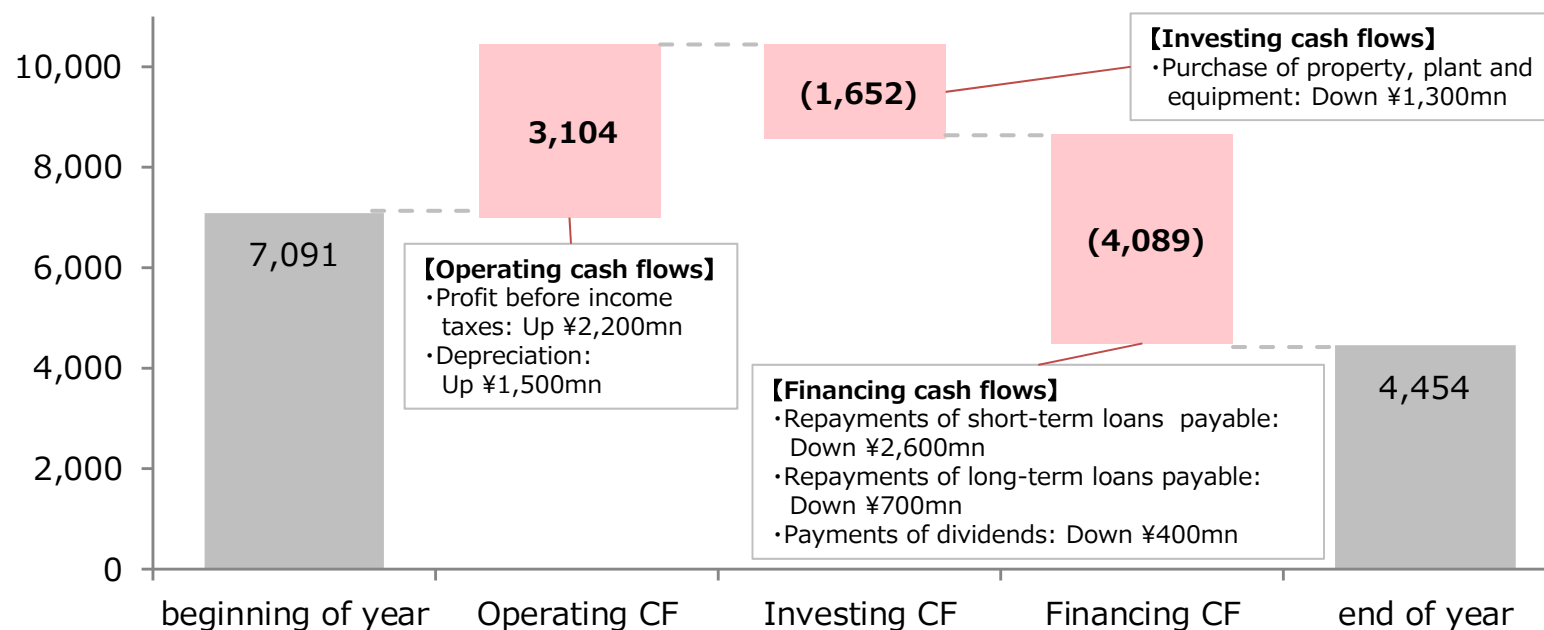 10,000
8,000
6,000
4,000
2,000
0
7,091
3,104
(1,652)
(4,089)
4,454
【Investing cash flows】
・Purchase of property, plant and
equipment: Down ¥1,300mn
【Operating cash flows】
・Profit before income
taxes: Up ¥2,200mn
・Depreciation:
Up ¥1,500mn
【Financing cash flows】
・Repayments of short-term loans payable:
Down ¥2,600mn
・Repayments of long-term loans payable:
Down ¥700mn
・Payments of dividends: Down ¥400mn
beginning of year
Operating CF
Investing CF
Financing CF
end of year